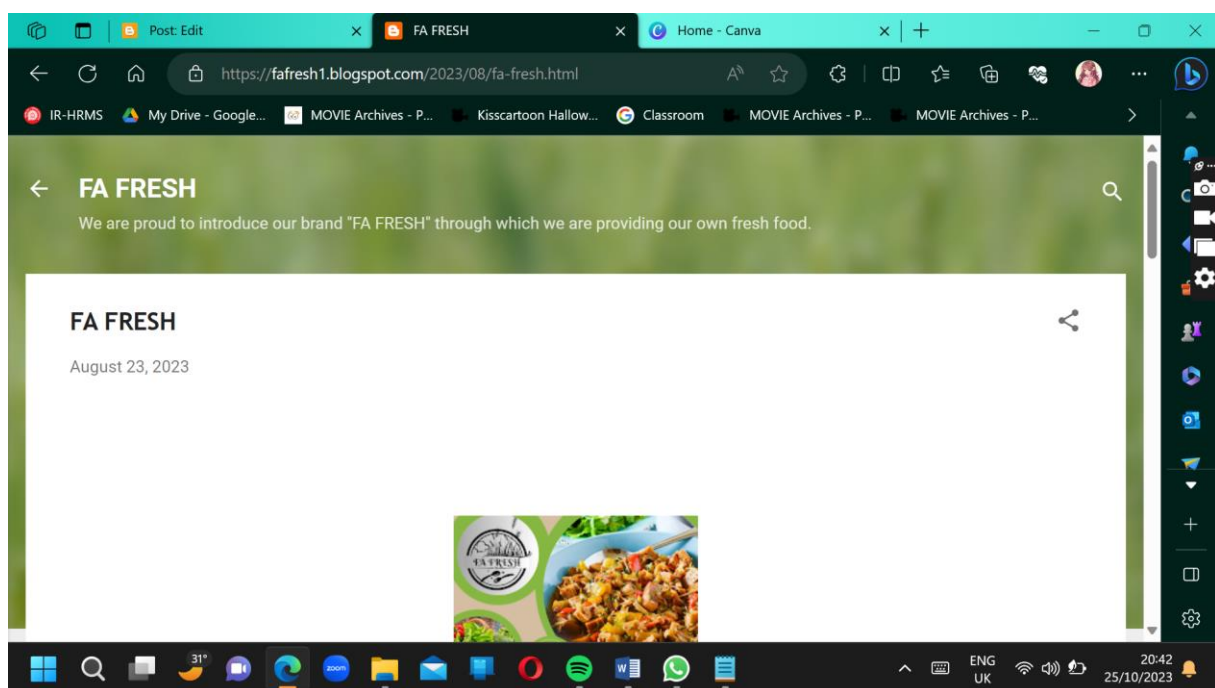 Post: Edit
FA FRESH
Home - Canva
https://fafresh1.blogspot.com/2023/08/fa-fresh.html
IR-HRMS
My Drive - Google...
MOVIE Archives - P...
Kisscartoon Hallow...
Classroom
MOVIE Archives - P...
MOVIE Archives - P...
FA FRESH
We are proud to introduce our brand "FA FRESH" through which we are providing our own fresh food.
FA FRESH
August 23, 2023
FA FRESH
31°
zoom
ENG
UK
20:42
25/10/2023